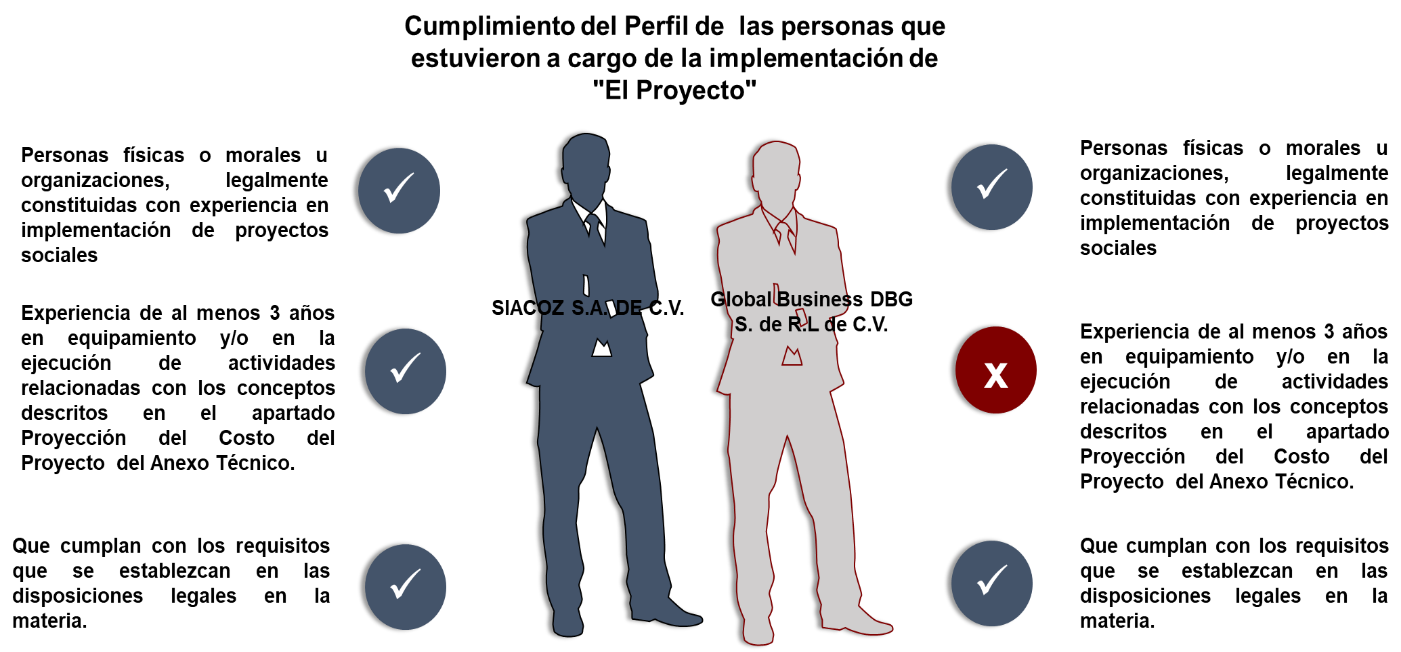 Cumplimiento del Perfil de las personas que
estuvieron a cargo de la implementación de
"El Proyecto"
Personas físicas o morales u
organizaciones, legalmente
constituidas con experiencia en
implementación de proyectos
sociales
Experiencia de al menos 3 años
en equipamiento y/o en la
ejecución de actividades
relacionadas con los conceptos
descritos en el apartado
Proyección del Costo del
Proyecto del Anexo Técnico.
Que cumplan con los requisitos
que se establezcan en las
disposiciones legales en la
materia.
SIACOZ S.A. DE C.V.
Global Business DBG
S. de R.L de C.V.
Personas físicas o morales u
organizaciones, legalmente
constituidas con experiencia en
implementación de proyectos
sociales
X
Experiencia de al menos 3 años
en equipamiento y/o en la
ejecución de actividades
relacionadas con los conceptos
descritos en el apartado
Proyección del Costo del
Proyecto del Anexo Técnico.
Que cumplan con los requisitos
que se establezcan en las
disposiciones legales en la
materia.